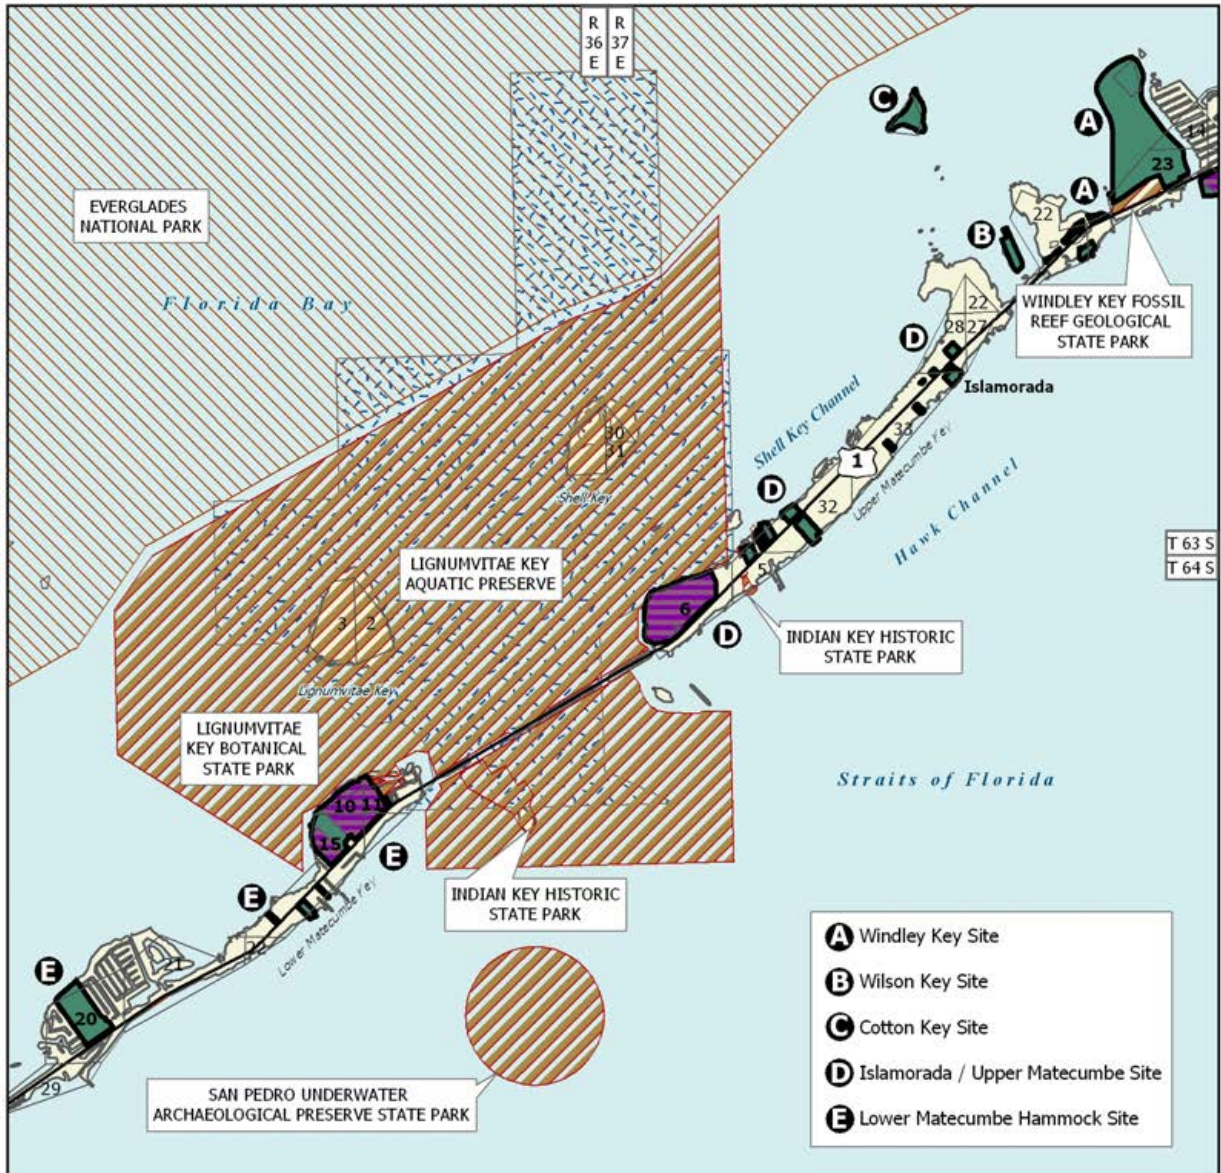 R
36
E
R
37
E
C
A
14
23
EVERGLADES
NATIONAL PARK
A
22
B
Florida Bay
WINDLEY KEY FOSSIL
REEF GEOLOGICAL
STATE PARK
22
28
27
D
Islamorada
Shell Key Channel
33
30
31
1
Upper Matecumbe Key
Shell Key
D
32
Hawk Channel
T 63 S
T 64 S
LIGNUMVITAE KEY
AQUATIC PRESERVE
5
3
2
6
D
INDIAN KEY HISTORIC
STATE PARK
Lignumvitae Key
LIGNUMVITAE
KEY BOTANICAL
STATE PARK
Straits of Florida
10
11
15
E
E
INDIAN KEY HISTORIC
STATE PARK
Lower Matecumbe Key
22
21
E
20
29
SAN PEDRO UNDERWATER
ARCHAEOLOGICAL PRESERVE STATE PARK
A Windley Key Site
B Wilson Key Site
C Cotton Key Site
D Islamorada / Upper Matecumbe Site
E Lower Matecumbe Hammock Site